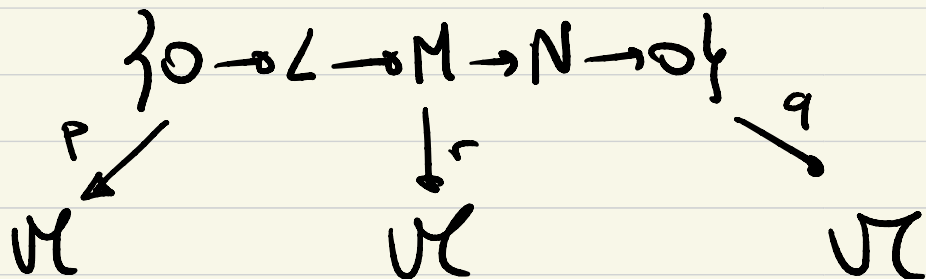 {0 → L → M → N → 0}
p r q
𝓜 𝓜 𝓜